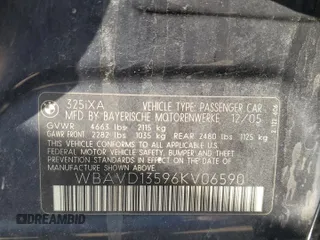 325iXA VEHICLE TYPE: PASSENGER CAR
MFD BY BAYERISCHE MOTORENWERKE 12/05
GVWR 4663 lbs 2115 kg
GAWR FRONT 2282 lbs 1035 kg REAR 2480 lbs 1125 kg
THIS VEHICLE CONFORMS TO ALL APPLICABLE U.S.
FEDERAL MOTOR VEHICLE SAFETY, BUMPER, AND
THEFT PREVENTION STANDARDS IN EFFECT ON THE DATE
OF MANUFACTURE SHOWN ABOVE
WBAVD13596KV06590
DREAMBID